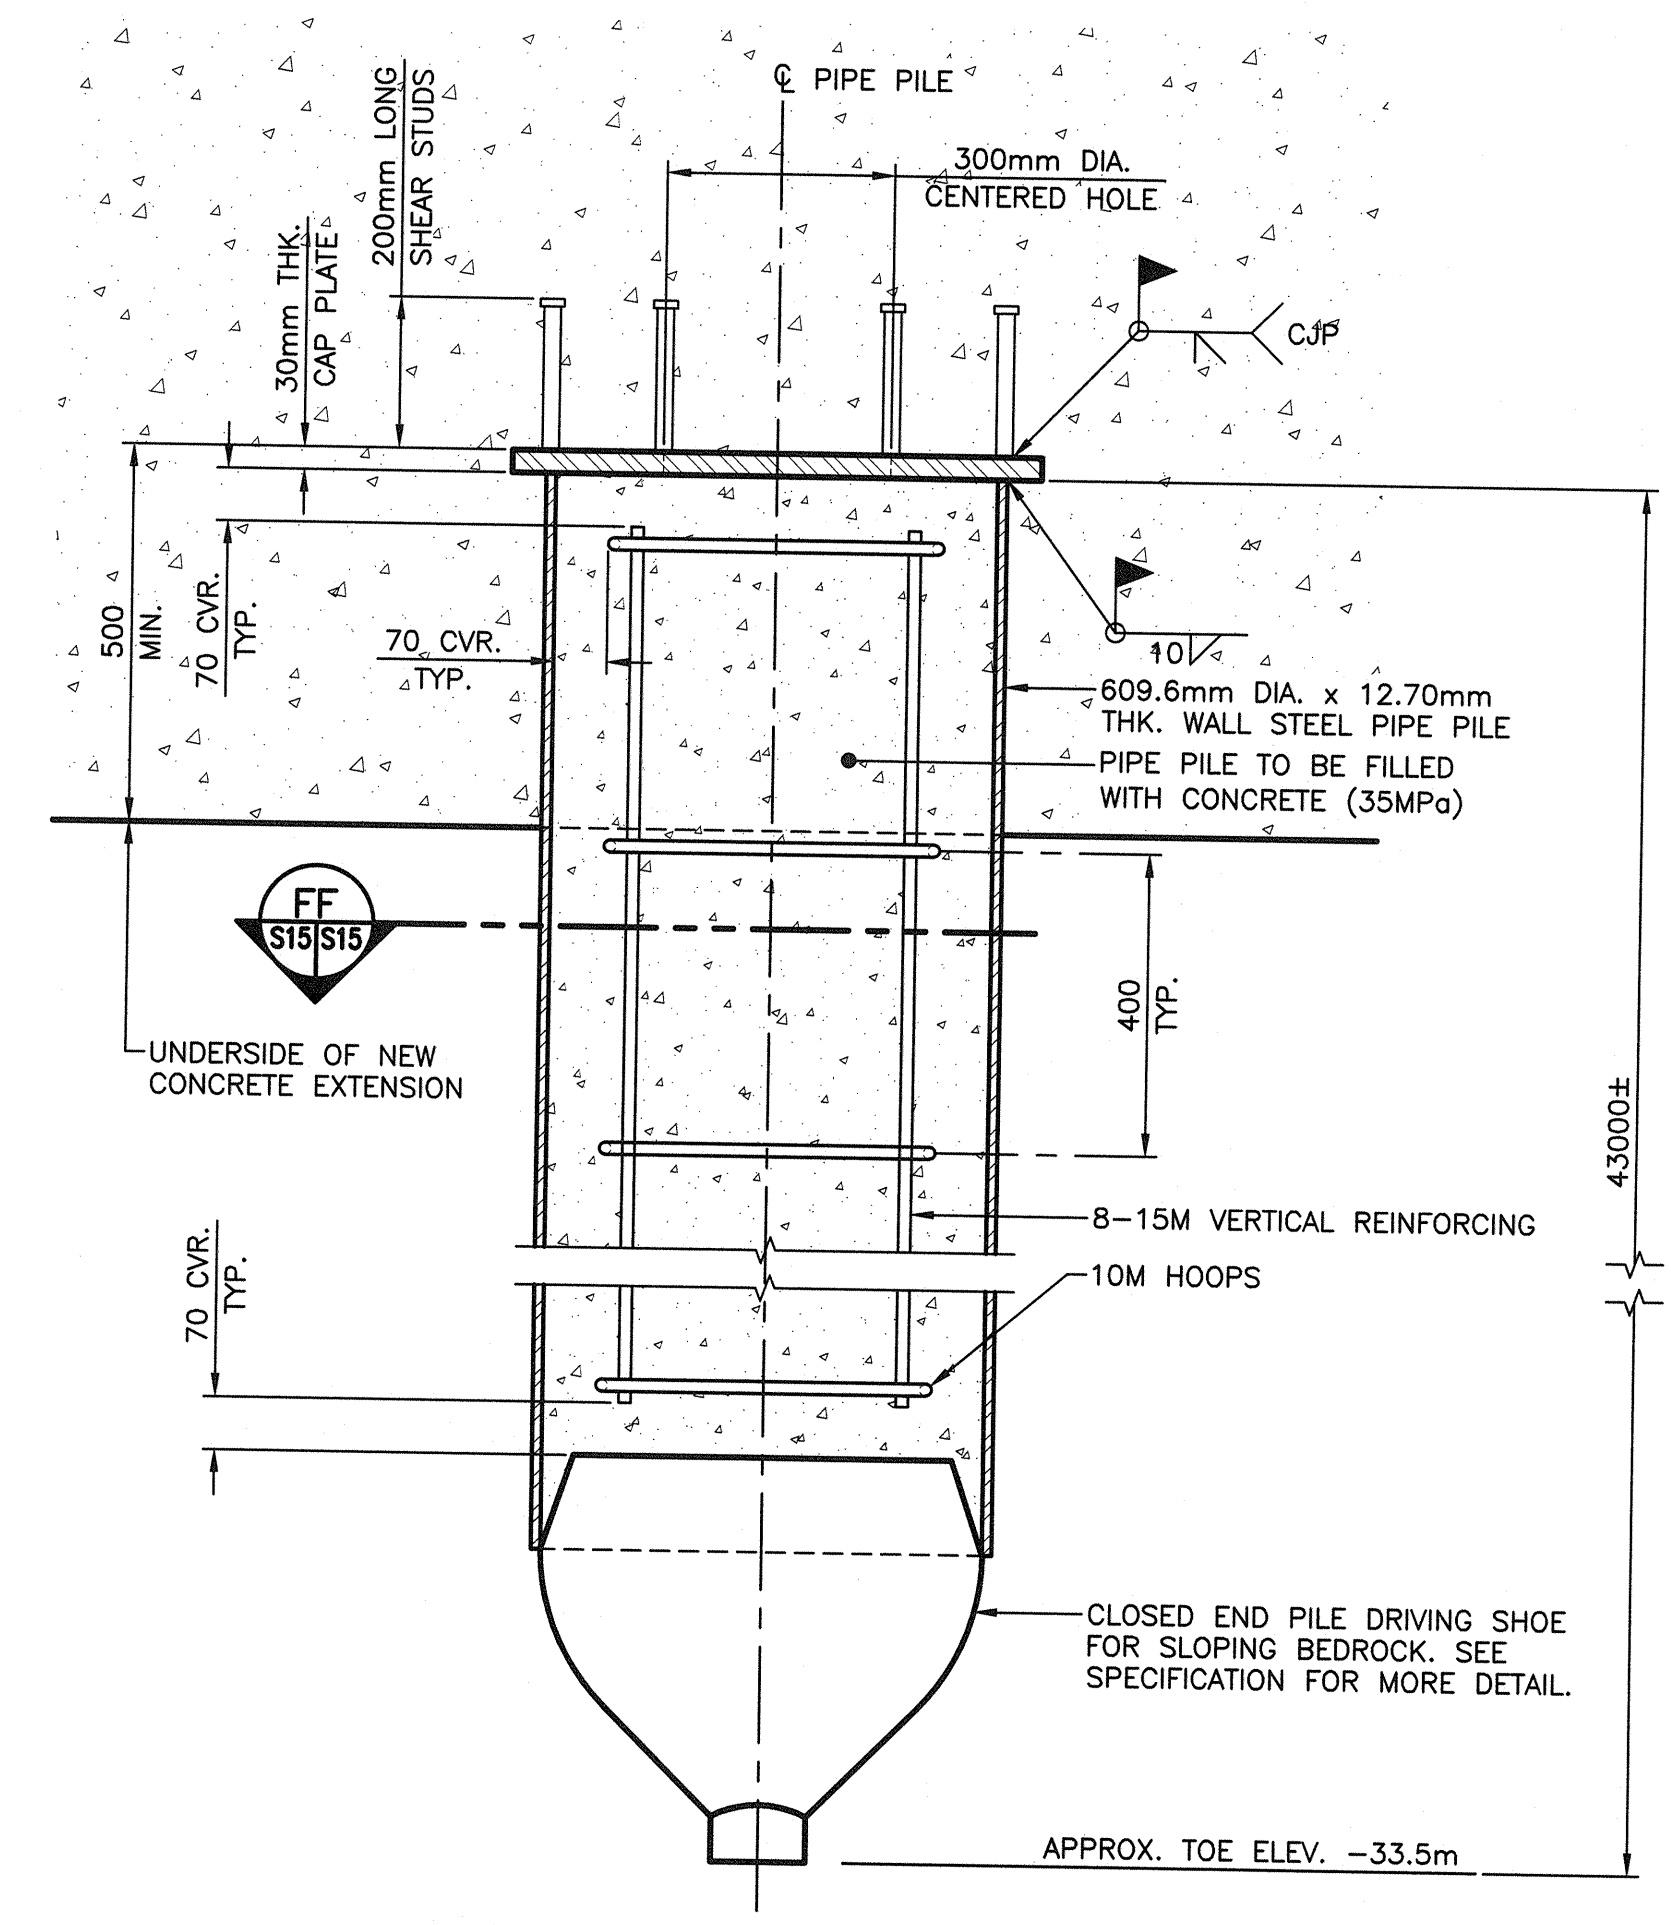 ℄ PIPE PILE
200mm LONG
SHEAR STUDS
300mm DIA.
CENTERED HOLE
30mm THK.
CAP PLATE
CJP
500
MIN.
70 CVR.
TYP.
70 CVR.
TYP.
10
609.6mm DIA. x 12.70mm
THK. WALL STEEL PIPE PILE
PIPE PILE TO BE FILLED
WITH CONCRETE (35MPa)
FF
S15 S15
400
TYP.
UNDERSIDE OF NEW
CONCRETE EXTENSION
43000±
8-15M VERTICAL REINFORCING
10M HOOPS
70 CVR.
TYP.
CLOSED END PILE DRIVING SHOE
FOR SLOPING BEDROCK. SEE
SPECIFICATION FOR MORE DETAIL.
APPROX. TOE ELEV. -33.5m